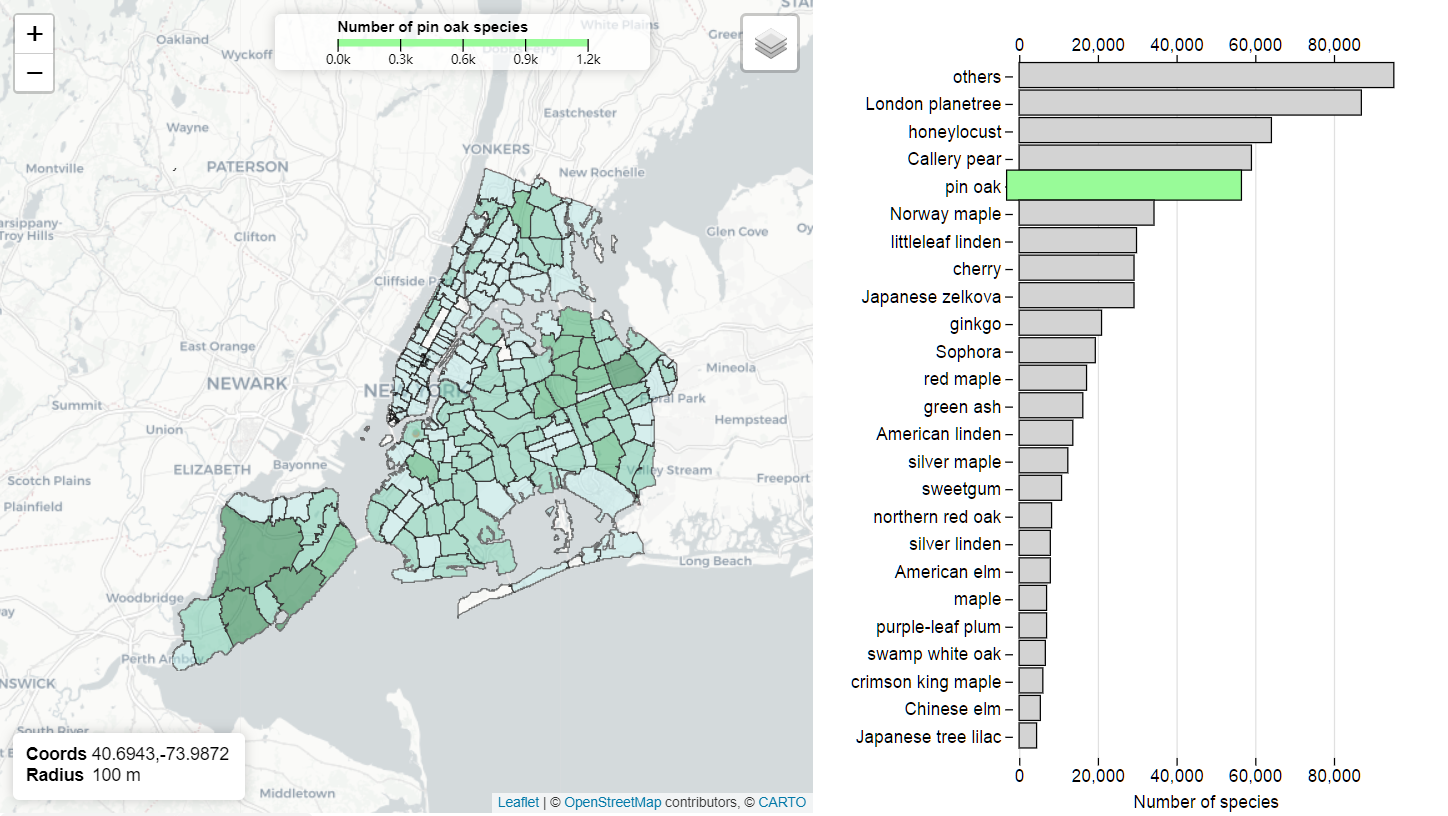 +
−
Number of pin oak species
0.0k 0.3k 0.6k 0.9k 1.2k
White Plains
Oakland
Wyckoff
Eastchester
Wayne
YONKERS
Montville
PATERSON
New Rochelle
Clifton
Glen Cove
Cliffside
East Orange
NEWARK
Mineola
Summit
Floral Park
Hempstead
Union
ELIZABETH
Bayonne
Valley Stream
Scotch Plains
Freeport
Plainfield
Long Beach
Woodbridge
Perth Amboy
South River
Middletown
Coords 40.6943,-73.9872
Radius 100 m
Leaflet | © OpenStreetMap contributors, © CARTO
0 20,000 40,000 60,000 80,000
others
London planetree
honeylocust
Callery pear
pin oak
Norway maple
littleleaf linden
cherry
Japanese zelkova
ginkgo
Sophora
red maple
green ash
American linden
silver maple
sweetgum
northern red oak
silver linden
American elm
maple
purple-leaf plum
swamp white oak
crimson king maple
Chinese elm
Japanese tree lilac
0 20,000 40,000 60,000 80,000
Number of species